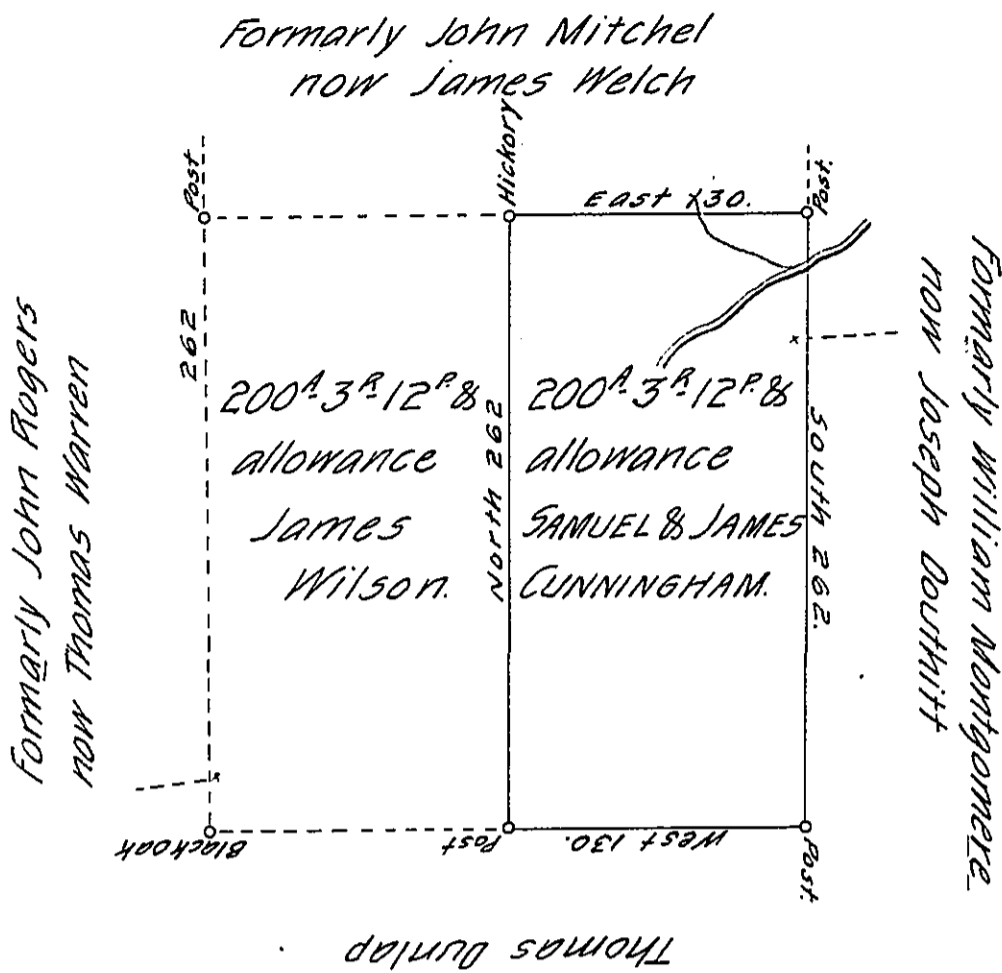 Formarly John Mitchel
now James Welch
Post
Hickory
Post.
East 130.
262
Formarly John Rogers
now Thomas Warren
200A- 3R- 12P. &
allowance
James
Wilson.
North 262
200A- 3R- 12P. &
allowance
SAMUEL & JAMES
CUNNINGHAM.
South 262.
Formarly William Montgomere
now Joseph Douthitt
Blackoak
Post
West 130.
Post.
Thomas Dunlap